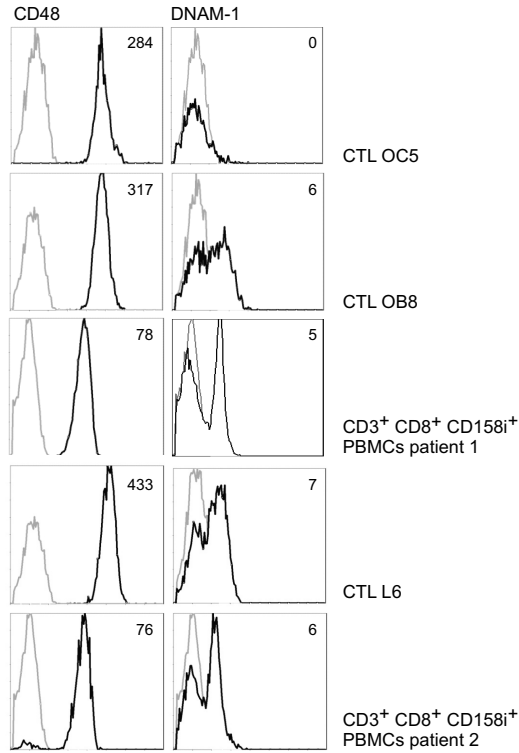 CD48 DNAM-1
284 0
CTL OC5
317 6
CTL OB8
78 5
CD3+ CD8+ CD158i+
PBMCs patient 1
433 7
CTL L6
76 6
CD3+ CD8+ CD158i+
PBMCs patient 2